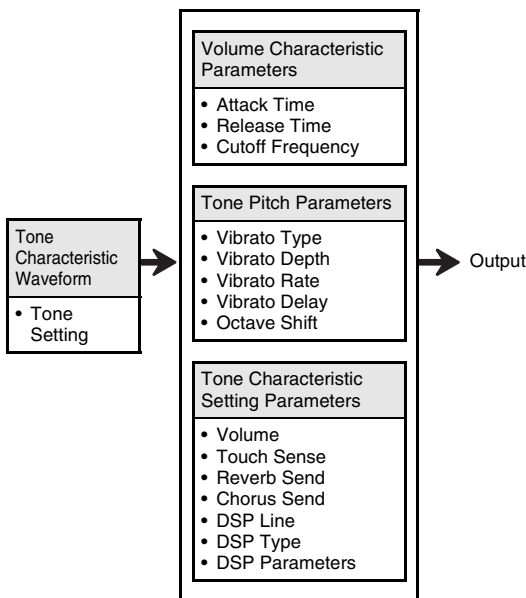 Tone
Characteristic
Waveform
• Tone
Setting
Volume Characteristic
Parameters
• Attack Time
• Release Time
• Cutoff Frequency
Tone Pitch Parameters
• Vibrato Type
• Vibrato Depth
• Vibrato Rate
• Vibrato Delay
• Octave Shift
Tone Characteristic
Setting Parameters
• Volume
• Touch Sense
• Reverb Send
• Chorus Send
• DSP Line
• DSP Type
• DSP Parameters
Output